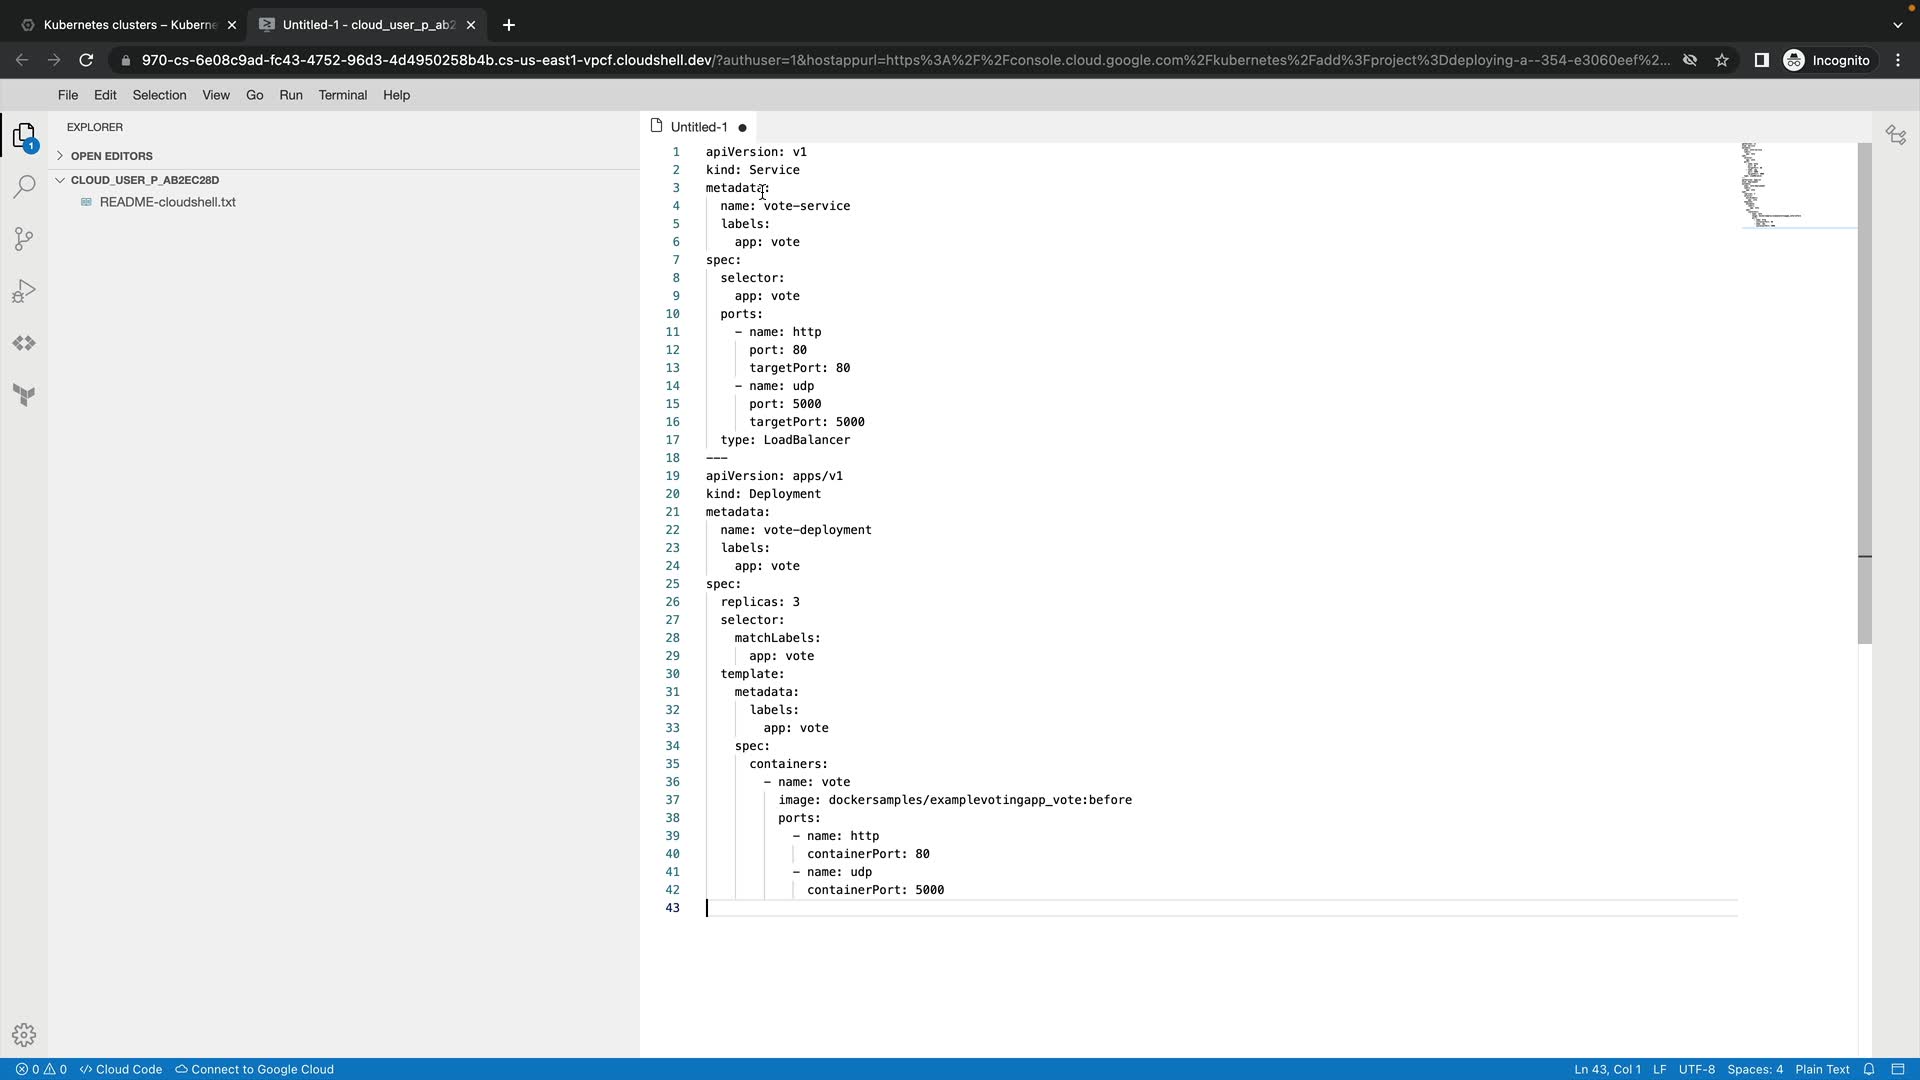 Kubernetes clusters – Kuberne
Untitled-1 - cloud_user_p_ab2
970-cs-6e08c9ad-fc43-4752-96d3-4d4950258b4b.cs-us-east1-vpcf.cloudshell.dev/?authuser=1&hostappurl=https%3A%2F%2Fconsole.cloud.google.com%2Fkubernetes%2Fadd%3Fproject%3Ddeploying-a--354-e3060eef%2...
Incognito
File Edit Selection View Go Run Terminal Help
EXPLORER
1
OPEN EDITORS
CLOUD_USER_P_AB2EC28D
README-cloudshell.txt
Untitled-1
1 apiVersion: v1
2 kind: Service
3 metadata:
4 name: vote-service
5 labels:
6 app: vote
7 spec:
8 selector:
9 app: vote
10 ports:
11 - name: http
12 port: 80
13 targetPort: 80
14 - name: udp
15 port: 5000
16 targetPort: 5000
17 type: LoadBalancer
18 ---
19 apiVersion: apps/v1
20 kind: Deployment
21 metadata:
22 name: vote-deployment
23 labels:
24 app: vote
25 spec:
26 replicas: 3
27 selector:
28 matchLabels:
29 app: vote
30 template:
31 metadata:
32 labels:
33 app: vote
34 spec:
35 containers:
36 - name: vote
37 image: dockersamples/examplevotingapp_vote:before
38 ports:
39 - name: http
40 containerPort: 80
41 - name: udp
42 containerPort: 5000
43
0 0 Cloud Code Connect to Google Cloud Ln 43, Col 1 LF UTF-8 Spaces: 4 Plain Text